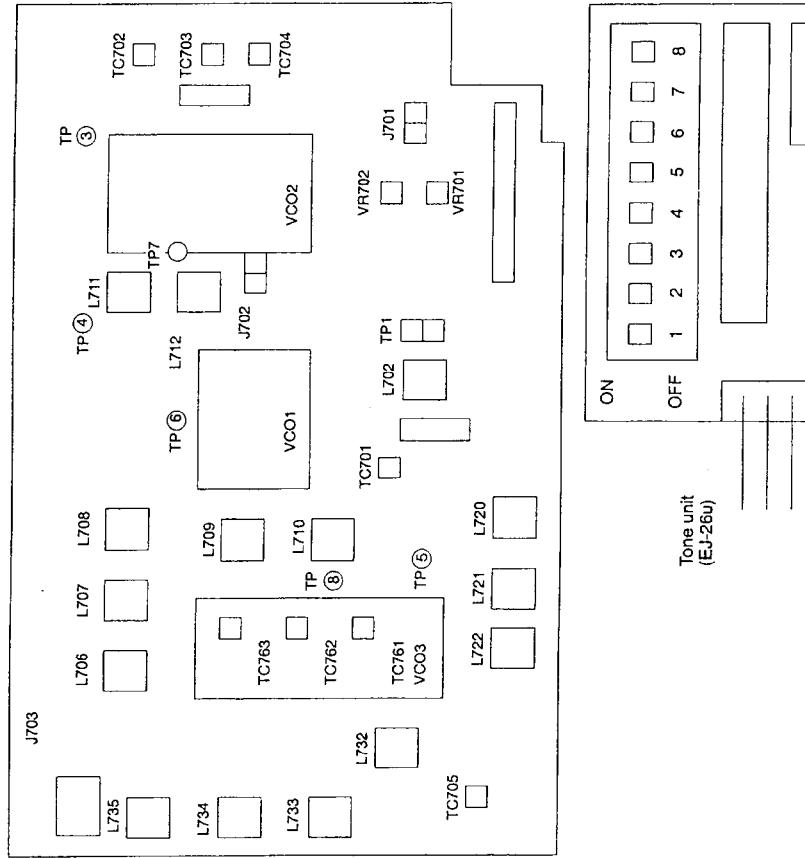 TC702
TC703
TC704
TP ③
VCO2
J701
VR702
VR701
TP7
L711
TP④
L712
J702
TP1
L702
TP⑥
VCO1
TC701
L708
L709
L710
L707
L706
TP ⑧
TP⑤
L720
L721
L722
TC763
TC762
TC761
VCO3
J703
L732
L735
L734
L733
TC705
ON
OFF
1 2 3 4 5 6 7 8
Tone unit
(EJ-26u)